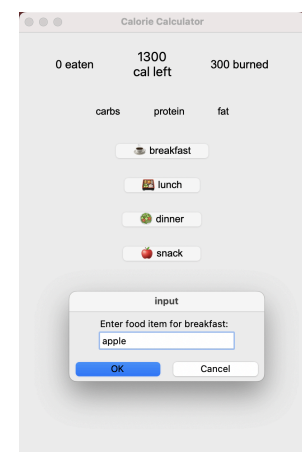 Calorie Calculator
0 eaten
1300
cal left
300 burned
carbs protein fat
breakfast
lunch
dinner
snack
input
Enter food item for breakfast:
apple
OK Cancel